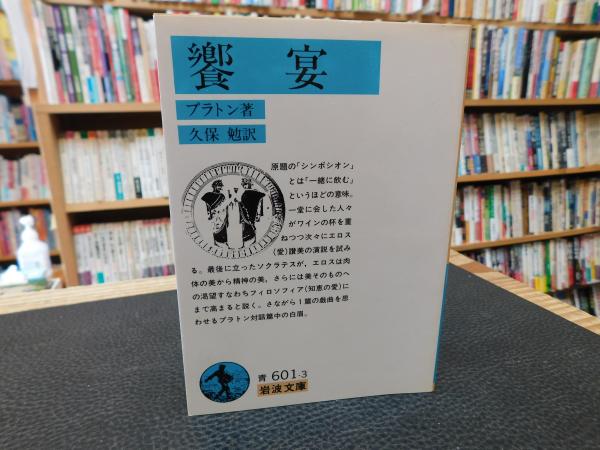 饗宴
プラトン著
久保 勉訳
原題の「シンポシオン」
とは「一緒に飲む」
というほどの意味。
一堂に会した人々
がワインの杯を重
ねつつ次々にエロス
(愛)讃美の演説を試み
る。最後に立ったソクラテスが、エロスは肉
体の美から精神の美、さらには美そのものへ
の渇望すなわちフィロソフィア(知恵の愛)に
まで高まると説く。さながら1篇の戯曲を思
わせるプラトン対話篇中の白眉。
青 601-3
岩波文庫